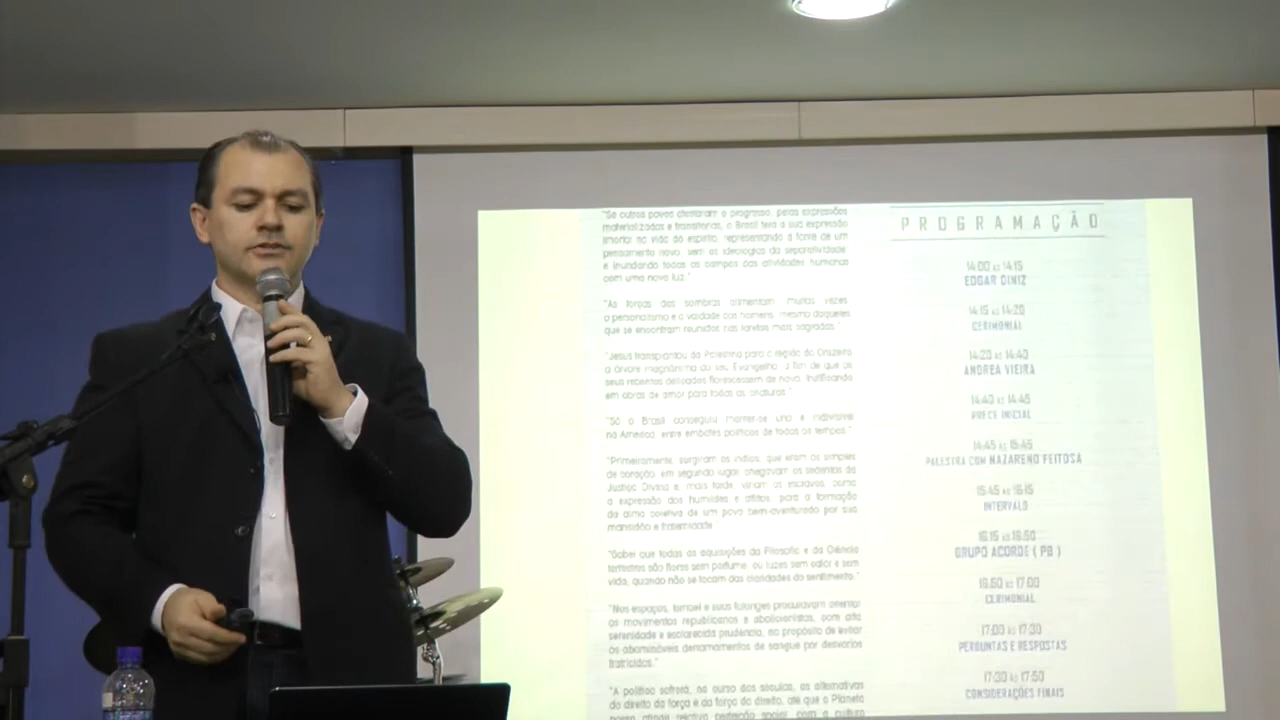 "Se outros povos atestaram o progresso, pelas expressões
materializadas e transitórias, o Brasil terá a sua expressão
imortal na vida do espírito, representando a fonte de um
pensamento novo, sem as ideologias da separatividade,
e inundando todos os campos das atividades humanas
com uma nova luz."
"As forças das sombras alimentam, muitas vezes,
o personalismo e a vaidade dos homens, mesmo daqueles
que se encontram reunidos nas tarefas mais sagradas."
"Jesus transplantou da Palestina para a região do Cruzeiro
a árvore magnânima do seu Evangelho, a fim de que os
seus rebentos delicados florescessem de novo, frutificando
em obras de amor para todas as criaturas."
"Só o Brasil conseguiu manter-se uno e indivisível
na América, entre embates políticos de todos os tempos."
"Primeiramente, surgiram os índios, que eram os simples
de coração; em segundo lugar, chegavam os sedentos da
Justiça Divina e, mais tarde, viriam os escravos, como
a expressão dos humildes e aflitos, para a formação
da alma coletiva de um povo bem-aventurado por sua
mansidão e fraternidade."
"Sabei que todas as aquisições da Filosofia e da Ciência
terrestres são flores sem perfume, ou luzes sem calor e sem
vida, quando não se tocam das claridades do sentimento."
"Nos espaços, Ismael e suas falanges procuravam orientar
os movimentos republicanos e abolicionistas, com alta
serenidade e esclarecida prudência, no propósito de evitar
os abomináveis derramamentos de sangue por desvarios
fratricidas."
"A política sofrerá, no curso dos séculos, as alternativas
do direito da força e da força do direito, até que o Planeta
possa atingir relativa perfeição social, com a cultura
PROGRAMAÇÃO
14:00 às 14:15
EDGAR DINIZ
14:15 às 14:20
CERIMONIAL
14:20 às 14:40
ANDREA VIEIRA
14:40 às 14:45
PRECE INICIAL
14:45 às 15:45
PALESTRA COM NAZARENO FEITOSA
15:45 às 16:15
INTERVALO
16:15 às 16:50
GRUPO ACORDE ( PB )
16:50 às 17:00
CERIMONIAL
17:00 às 17:30
PERGUNTAS E RESPOSTAS
17:30 às 17:50
CONSIDERAÇÕES FINAIS